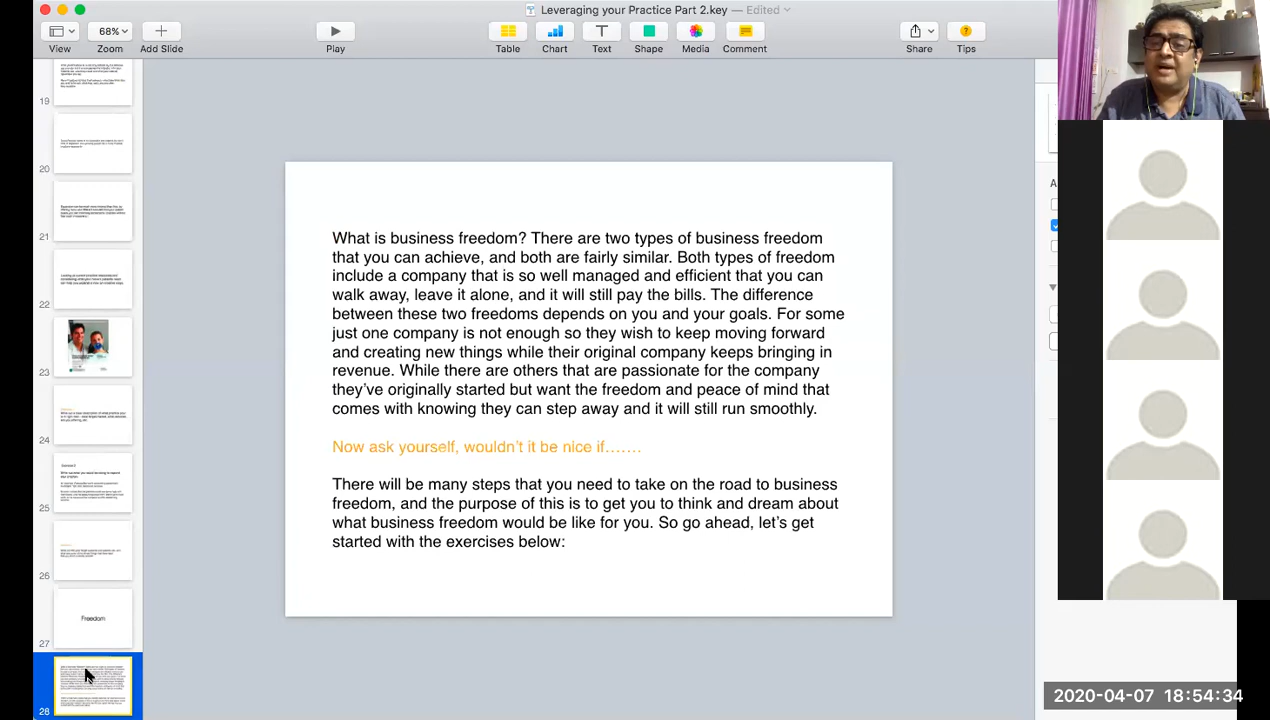 Leveraging your Practice Part 2.key — Edited
68%
View
Zoom
Add Slide
Play
Table
Chart
Text
Shape
Media
Comment
Share
Tips
19
20
21
22
23
24
25
26
Freedom
27
28
What is business freedom? There are two types of business freedom
that you can achieve, and both are fairly similar. Both types of freedom
include a company that is so well managed and efficient that you can
walk away, leave it alone, and it will still pay the bills. The difference
between these two freedoms depends on you and your goals. For some
just one company is not enough so they wish to keep moving forward
and creating new things while their original company keeps bringing in
revenue. While there are others that are passionate for the company
they've originally started but want the freedom and peace of mind that
comes with knowing they can step away and it will still run smoothly.
Now ask yourself, wouldn't it be nice if.......
There will be many steps that you need to take on the road to business
freedom, and the purpose of this is to get you to think and dream about
what business freedom would be like for you. So go ahead, let's get
started with the exercises below:
A
2020-04-07 18:54:34